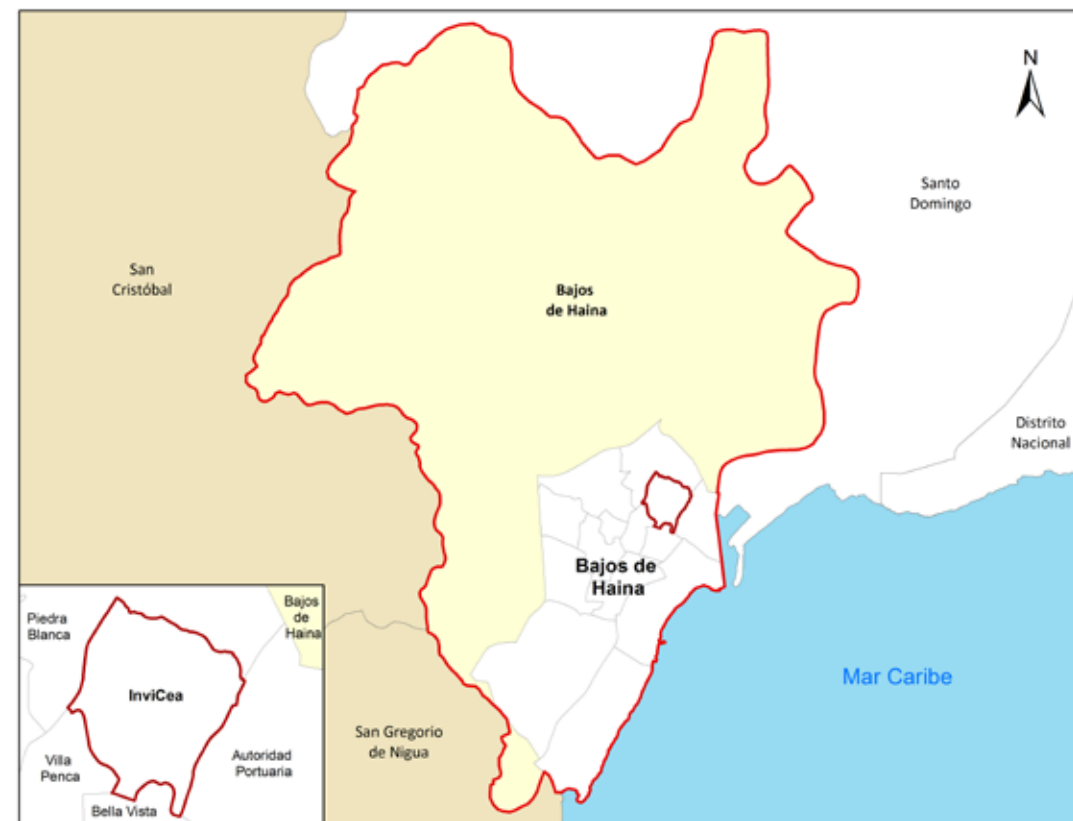 N
Santo
Domingo
San
Cristóbal
Bajos
de Haina
Distrito
Nacional
Bajos de
Haina
Mar Caribe
San Gregorio
de Nigua
Piedra
Blanca
Bajos
de
Haina
InviCea
Villa
Penca
Autoridad
Portuaria
Bella Vista